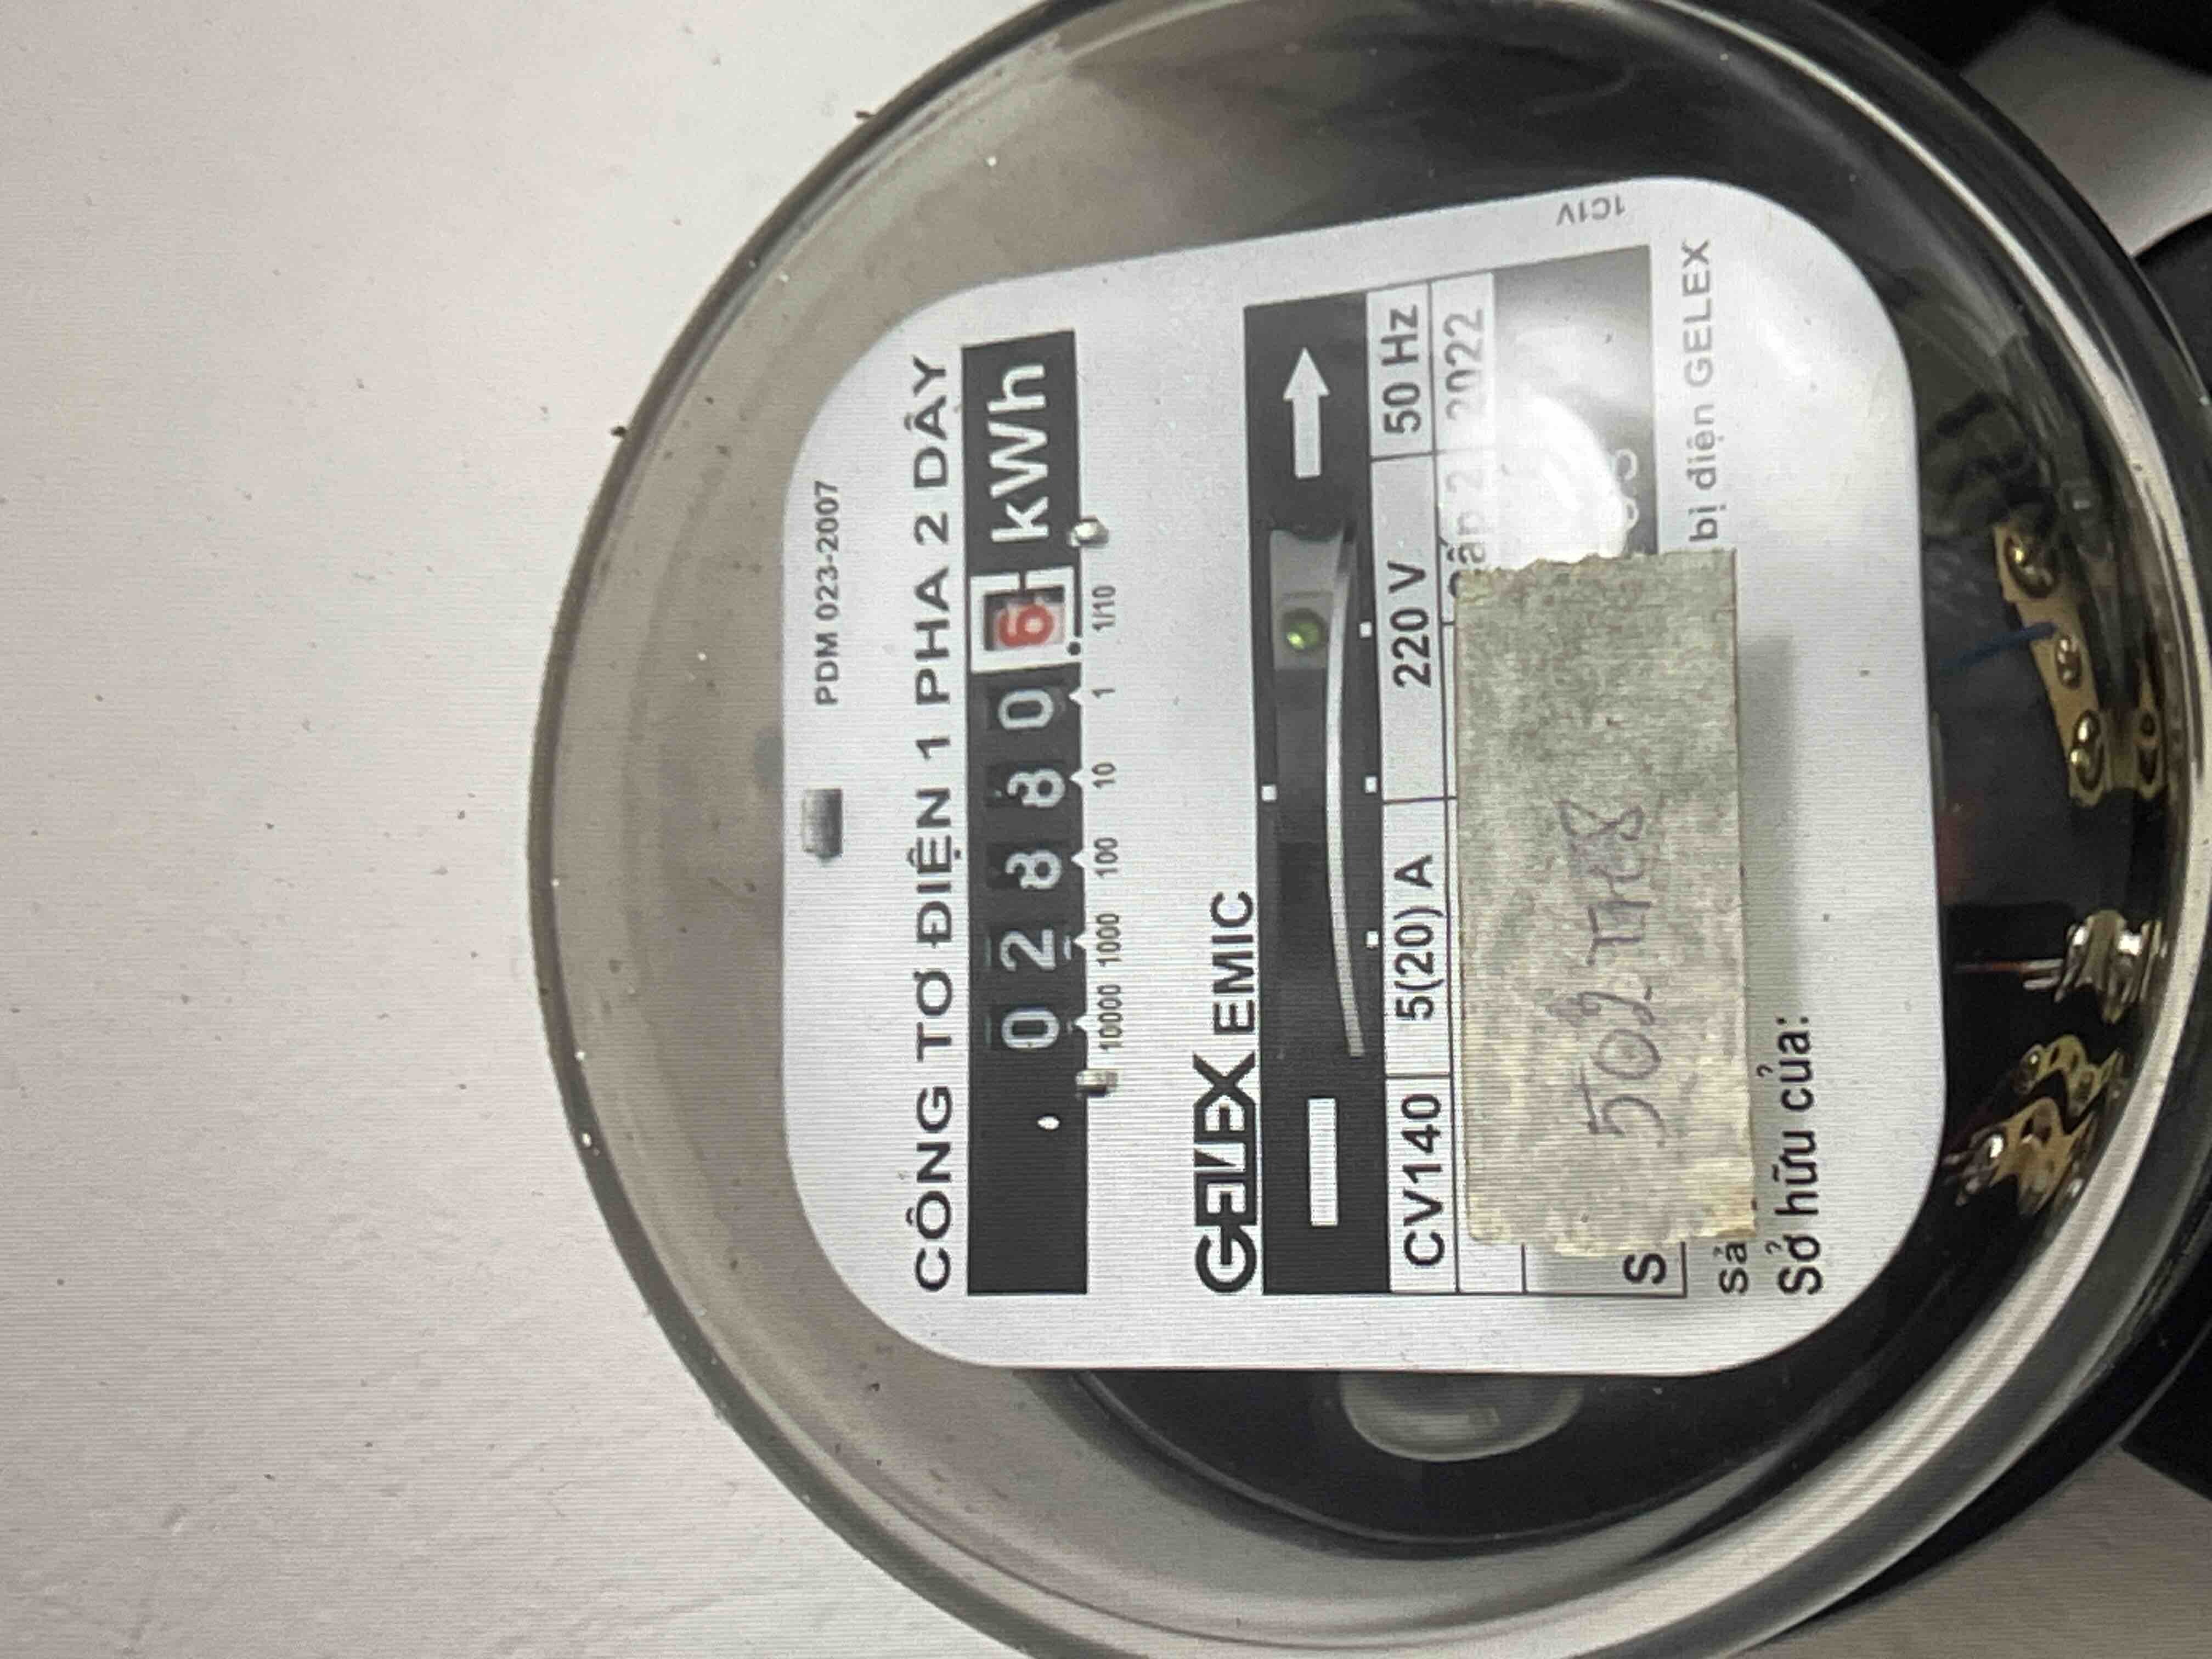 PDM 023-2007
CÔNG TƠ ĐIỆN 1 PHA 2 DÂY
0 2 8 8 0 6 kWh
10000 1000 100 10 1 1/10
GELEX EMIC
CV140 5(20) A 220 V 50 Hz
2 2022
S
bị điện GELEX
Sở hữu của:
1C1V